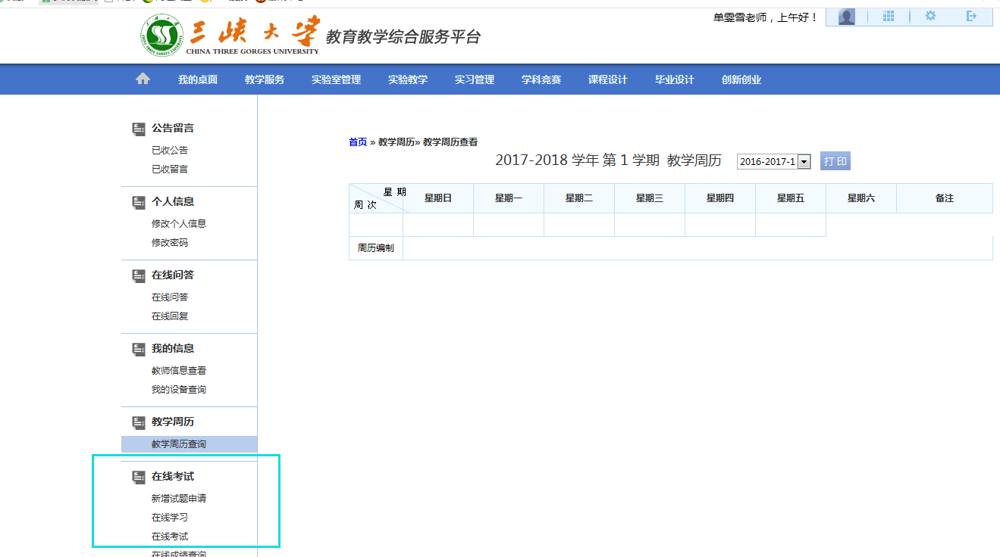 单雯雪老师，上午好！
三峡大学
CHINA THREE GORGES UNIVERSITY
教育教学综合服务平台
我的桌面 教学服务 实验室管理 实验教学 实习管理 学科竞赛 课程设计 毕业设计 创新创业
公告留言
已收公告
已收留言
个人信息
修改个人信息
修改密码
在线问答
在线问答
在线回复
我的信息
教师信息查看
我的设备查询
教学周历
教学周历查询
在线考试
新增试题申请
在线学习
在线考试
在线成绩查询
首页 » 教学周历» 教学周历查看
2017-2018 学年 第 1 学期 教学周历 2016-2017-1 打 印
星 期
周 次
星期日 星期一 星期二 星期三 星期四 星期五 星期六 备注
周历编制